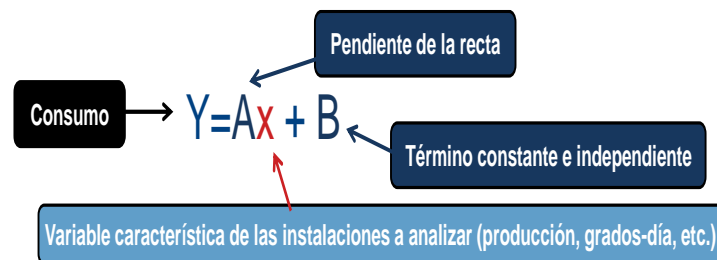 Pendiente de la recta
Consumo
Y=Ax + B
Término constante e independiente
Variable característica de las instalaciones a analizar (producción, grados-día, etc.)